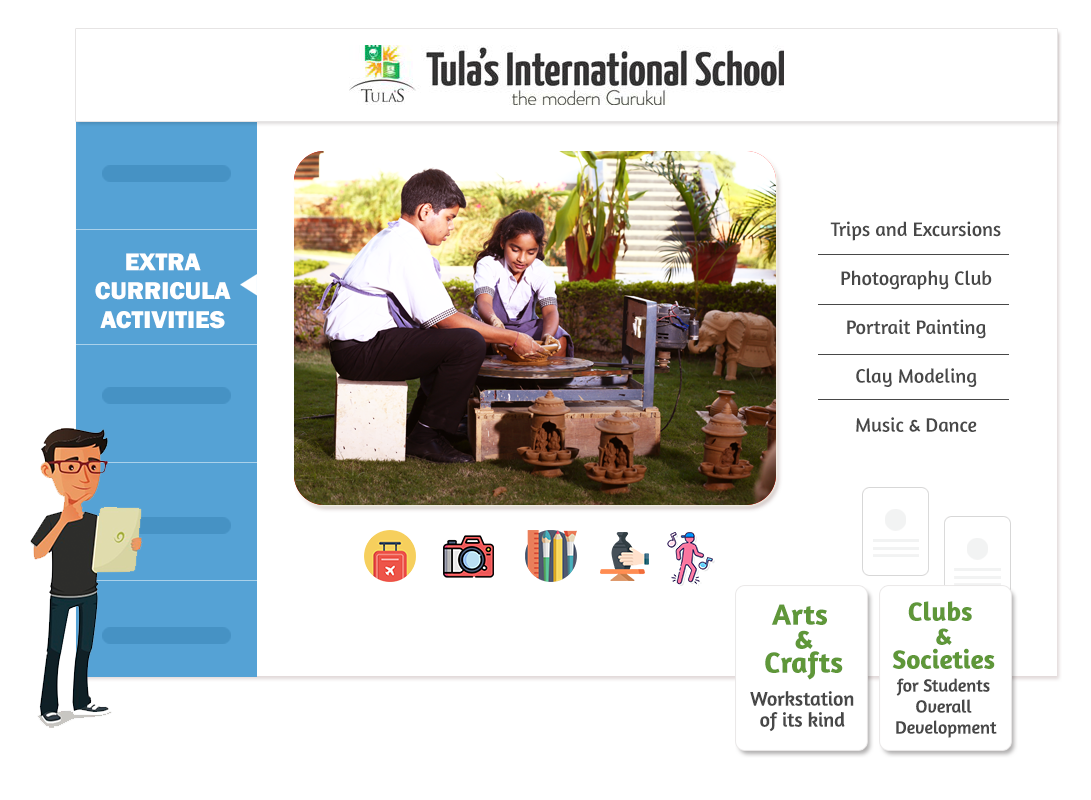 TULA'S
Tula's International School
the modern Gurukul
EXTRA
CURRICULA
ACTIVITIES
Trips and Excursions
Photography Club
Portrait Painting
Clay Modeling
Music & Dance
Arts
&
Crafts
Workstation
of its kind
Clubs
&
Societies
for Students
Overall
Development